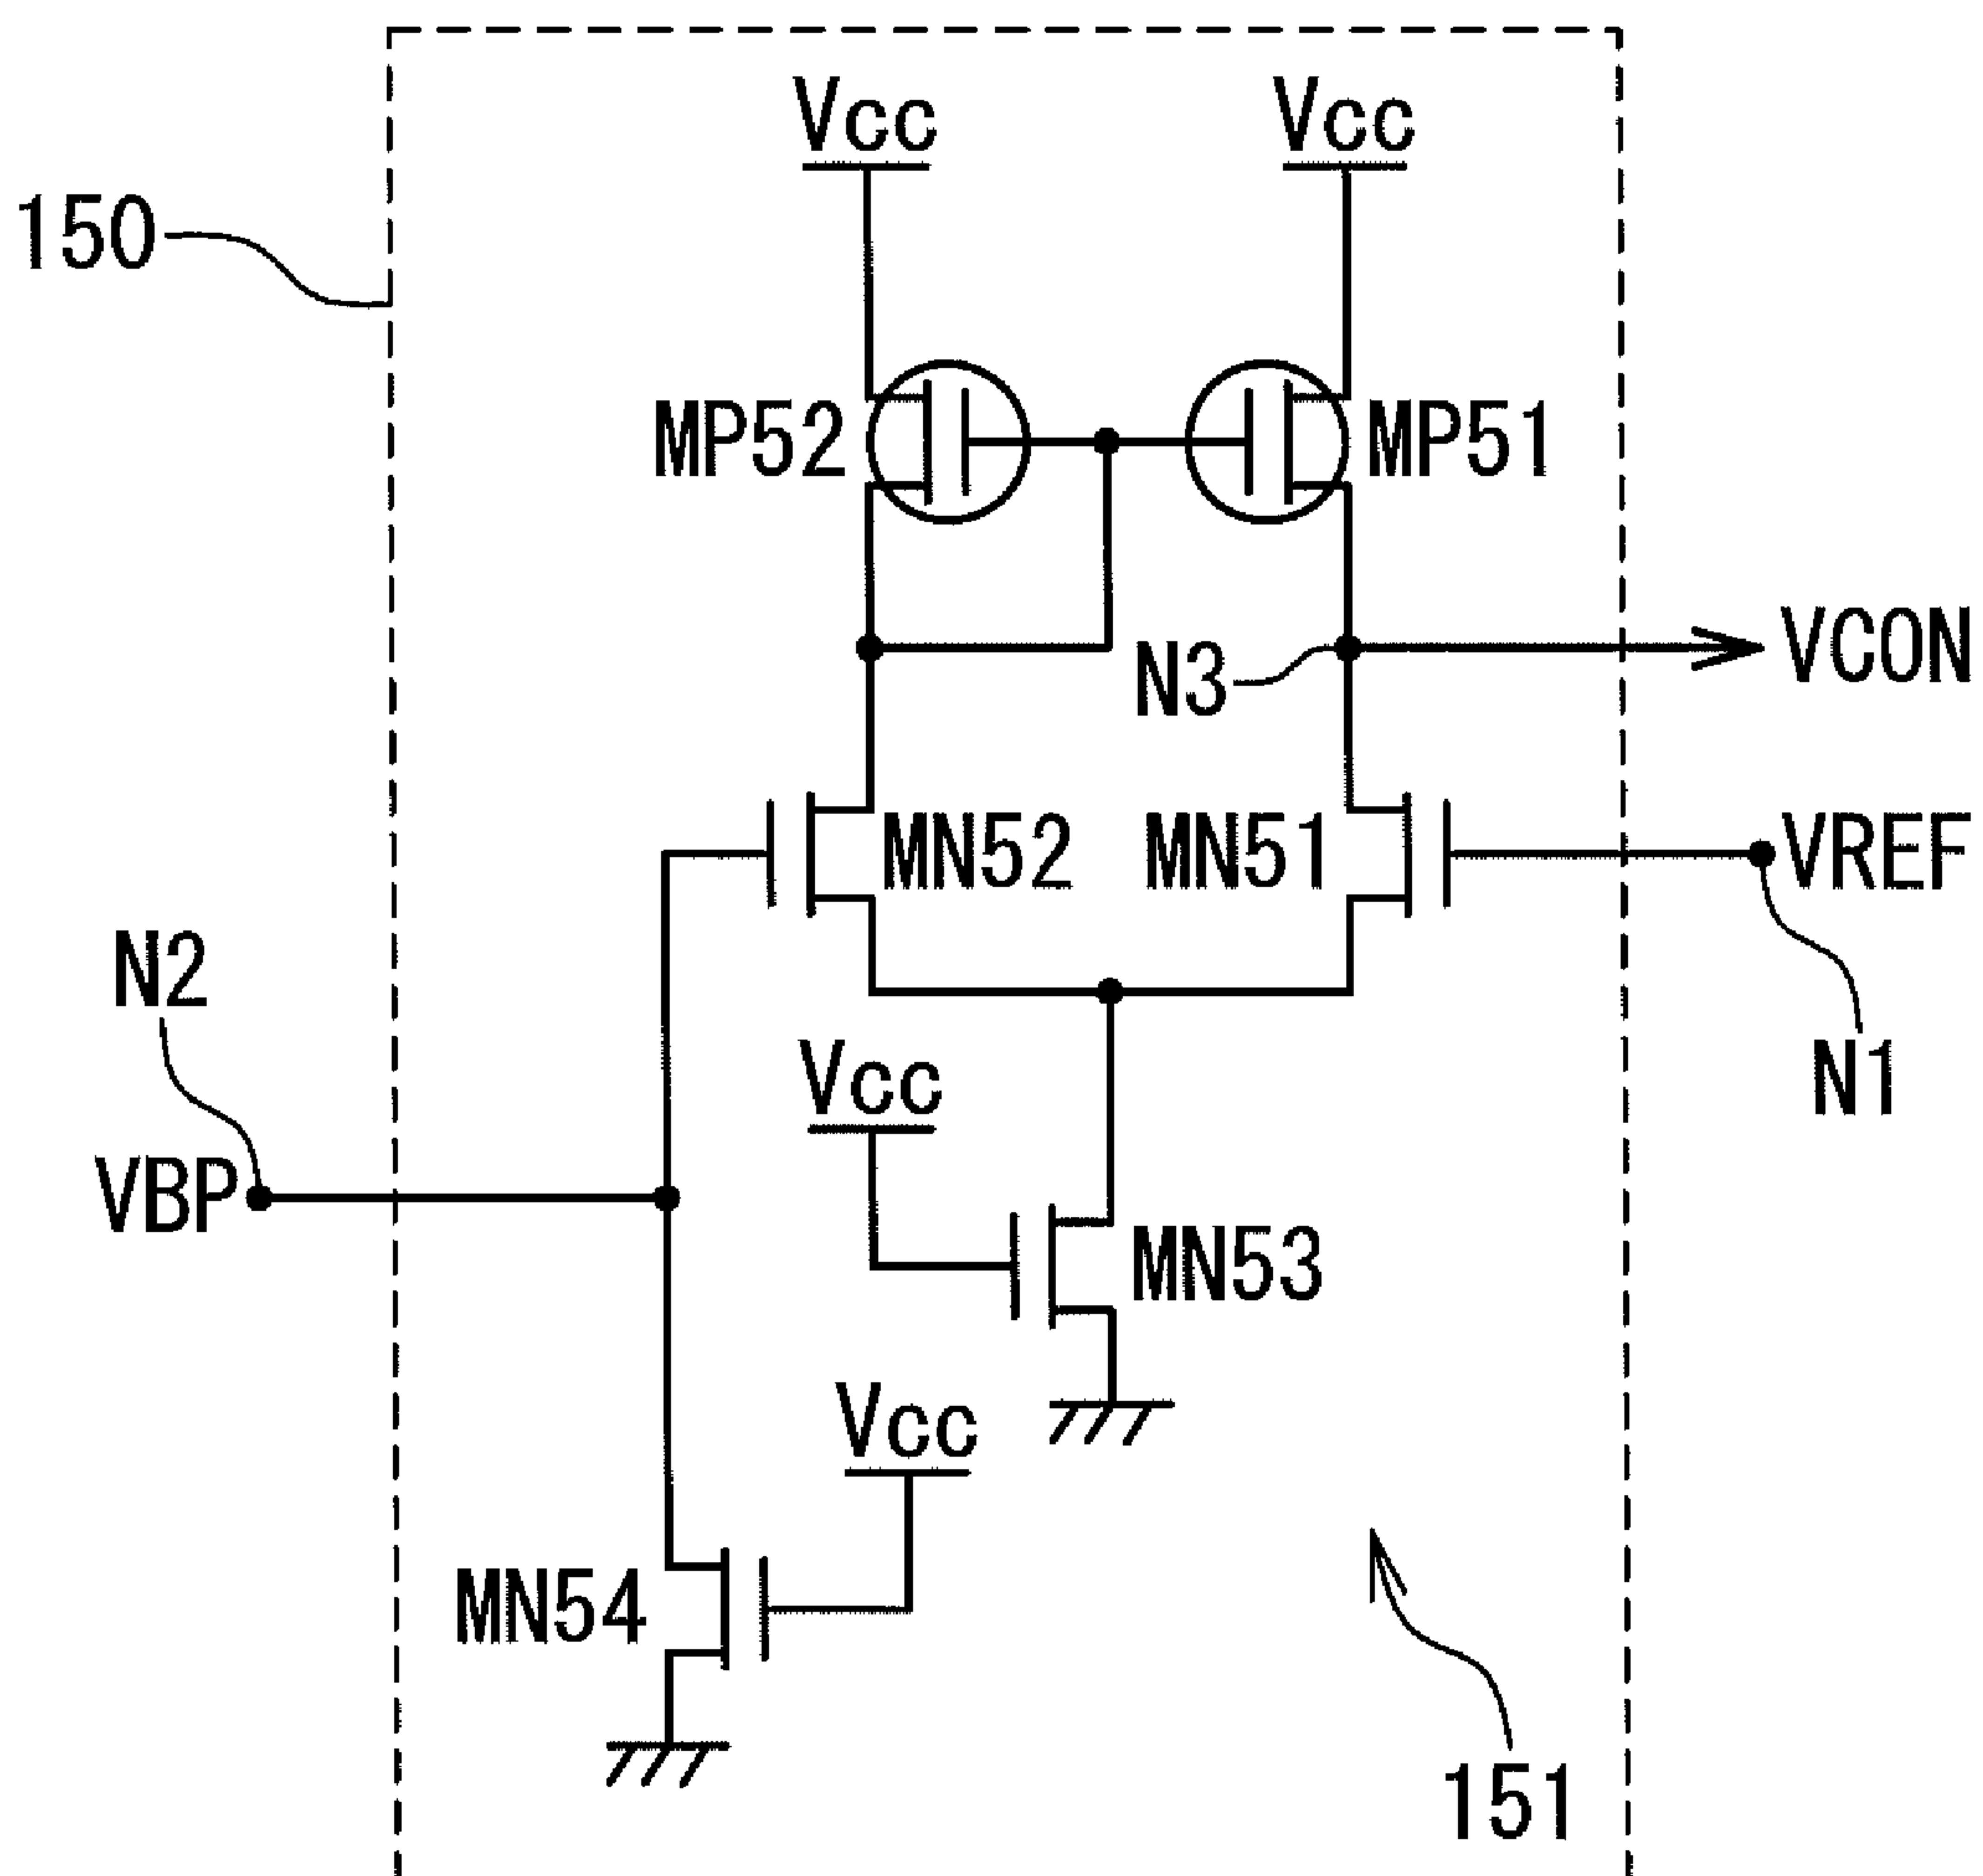 Vcc Vcc
150
MP52 MP51
N3 VCON
MN52 MN51 VREF
N2
Vcc N1
VBP
MN53
Vcc
MN54
151